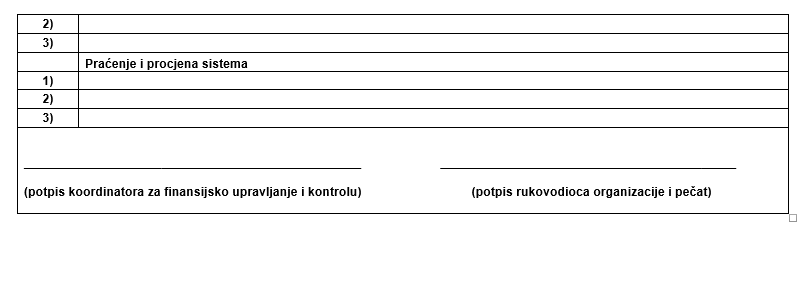 2)
3)
Praćenje i procjena sistema
1)
2)
3)
(potpis koordinatora za finansijsko upravljanje i kontrolu) (potpis rukovodioca organizacije i pečat)